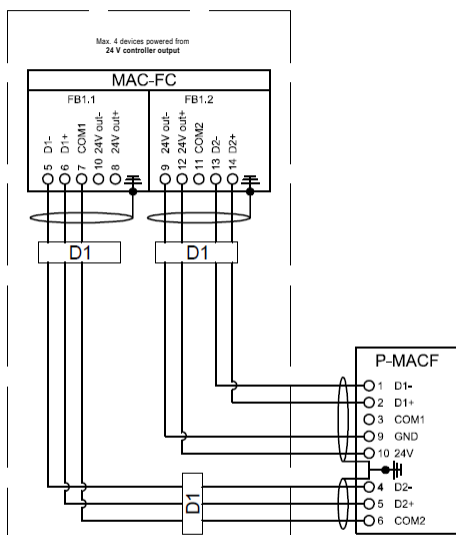 Max. 4 devices powered from
24 V controller output
MAC-FC
FB1.1
FB1.2
5 D1-
6 D1+
7 COM1
10 24V out-
8 24V out+
9 24V out-
12 24V out+
11 COM2
13 D2-
14 D2+
D1
D1
P-MACF
1 D1-
2 D1+
3 COM1
9 GND
10 24V
4 D2-
5 D2+
6 COM2
D1